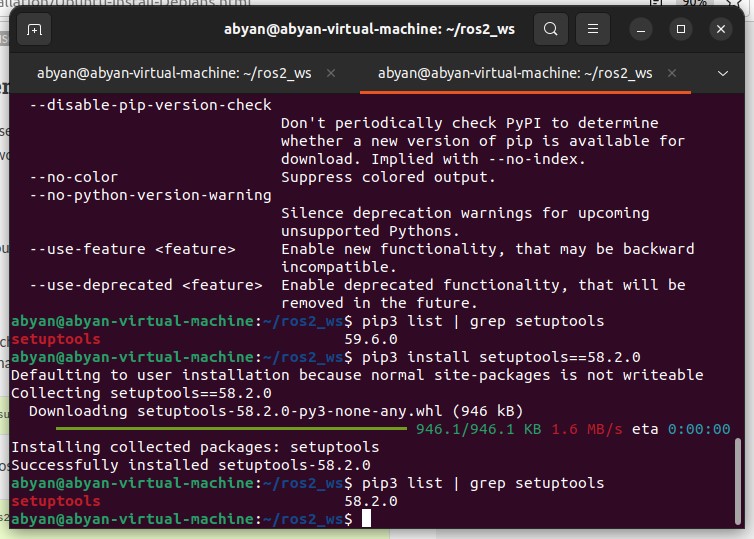 allation/Ubuntu-Install-Debians.html
90%
abyan@abyan-virtual-machine: ~/ros2_ws
abyan@abyan-virtual-machine: ~/ros2_ws
abyan@abyan-virtual-machine: ~/ros2_ws
--disable-pip-version-check
Don't periodically check PyPI to determine
whether a new version of pip is available for
download. Implied with --no-index.
--no-color Suppress colored output.
--no-python-version-warning
Silence deprecation warnings for upcoming
unsupported Pythons.
--use-feature <feature> Enable new functionality, that may be backward
incompatible.
--use-deprecated <feature> Enable deprecated functionality, that will be
removed in the future.
abyan@abyan-virtual-machine:~/ros2_ws$ pip3 list | grep setuptools
setuptools 59.6.0
abyan@abyan-virtual-machine:~/ros2_ws$ pip3 install setuptools==58.2.0
Defaulting to user installation because normal site-packages is not writeable
Collecting setuptools==58.2.0
Downloading setuptools-58.2.0-py3-none-any.whl (946 kB)
946.1/946.1 KB 1.6 MB/s eta 0:00:00
Installing collected packages: setuptools
Successfully installed setuptools-58.2.0
abyan@abyan-virtual-machine:~/ros2_ws$ pip3 list | grep setuptools
setuptools 58.2.0
abyan@abyan-virtual-machine:~/ros2_ws$